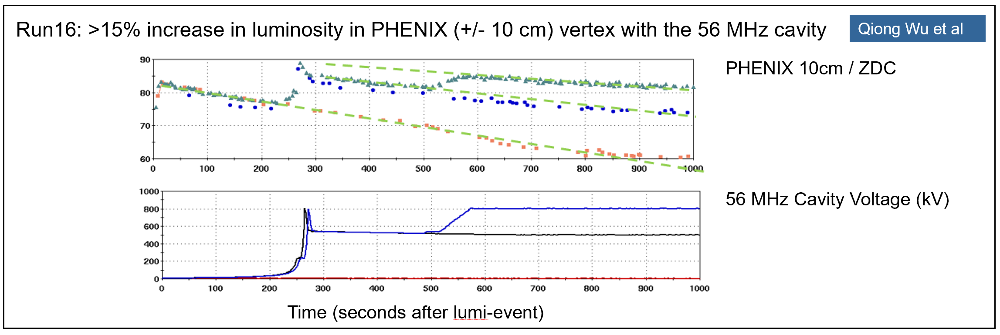 Run16: >15% increase in luminosity in PHENIX (+/- 10 cm) vertex with the 56 MHz cavity
Qiong Wu et al
PHENIX 10cm / ZDC
90
80
70
60
0 100 200 300 400 500 600 700 800 900 1000
56 MHz Cavity Voltage (kV)
1000
800
600
400
200
0
0 100 200 300 400 500 600 700 800 900 1000
Time (seconds after lumi-event)